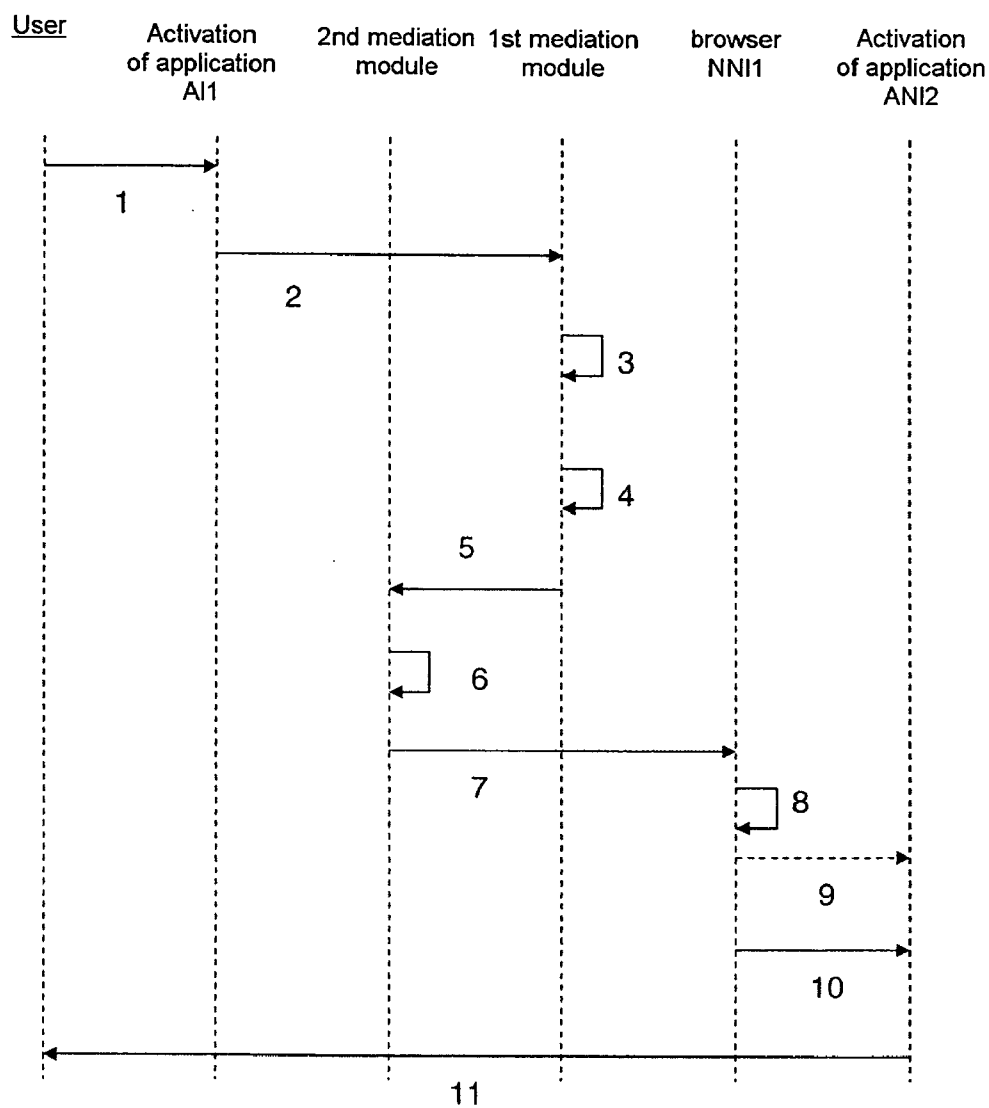 User
Activation
of application
AI1
2nd mediation
module
1st mediation
module
browser
NNI1
Activation
of application
ANI2
1
2
3
4
5
6
7
8
9
10
11